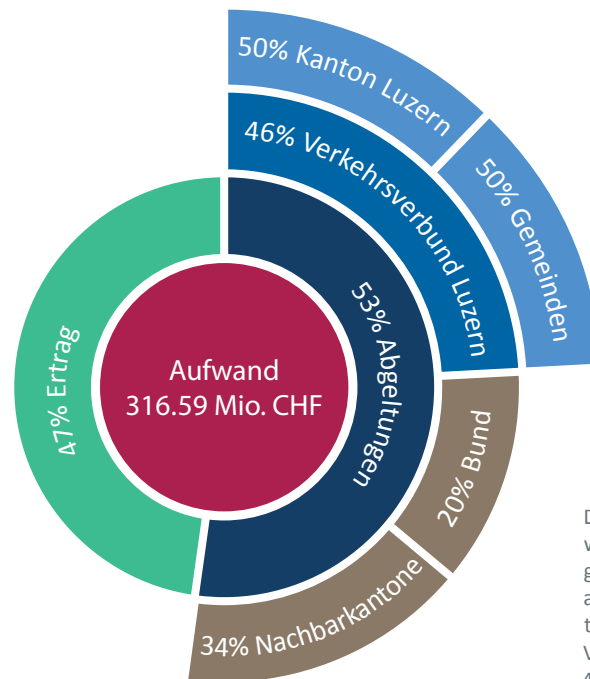 50% Kanton Luzern
50% Gemeinden
46% Verkehrsverbund Luzern
53% Abgeltungen
47% Ertrag
Aufwand
316.59 Mio. CHF
20% Bund
34% Nachbarkantone